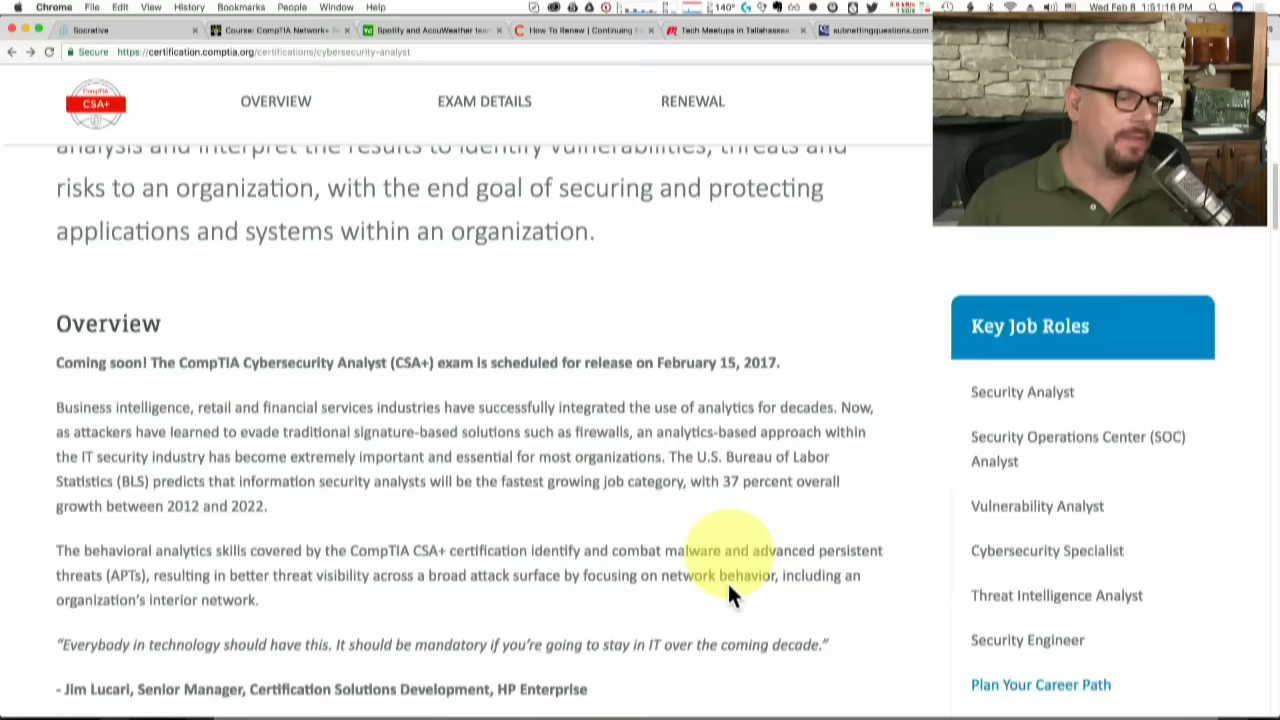 Chrome File Edit View History Bookmarks People Window Help 140° Wed Feb 8 1:51:16 PM
Socrative Course: CompTIA Network+ Spotify and AccuWeather How To Renew | Continuing Tech Meetups in Tallahassee subnettingquestions.com
Secure https://certification.comptia.org/certifications/cybersecurity-analyst
CompTIA
CSA+
OVERVIEW EXAM DETAILS RENEWAL
analysis and interpret the results to identify vulnerabilities, threats and
risks to an organization, with the end goal of securing and protecting
applications and systems within an organization.
Overview
Coming soon! The CompTIA Cybersecurity Analyst (CSA+) exam is scheduled for release on February 15, 2017.
Business intelligence, retail and financial services industries have successfully integrated the use of analytics for decades. Now,
as attackers have learned to evade traditional signature-based solutions such as firewalls, an analytics-based approach within
the IT security industry has become extremely important and essential for most organizations. The U.S. Bureau of Labor
Statistics (BLS) predicts that information security analysts will be the fastest growing job category, with 37 percent overall
growth between 2012 and 2022.
The behavioral analytics skills covered by the CompTIA CSA+ certification identify and combat malware and advanced persistent
threats (APTs), resulting in better threat visibility across a broad attack surface by focusing on network behavior, including an
organization's interior network.
"Everybody in technology should have this. It should be mandatory if you're going to stay in IT over the coming decade."
- Jim Lucari, Senior Manager, Certification Solutions Development, HP Enterprise
Key Job Roles
Security Analyst
Security Operations Center (SOC)
Analyst
Vulnerability Analyst
Cybersecurity Specialist
Threat Intelligence Analyst
Security Engineer
Plan Your Career Path